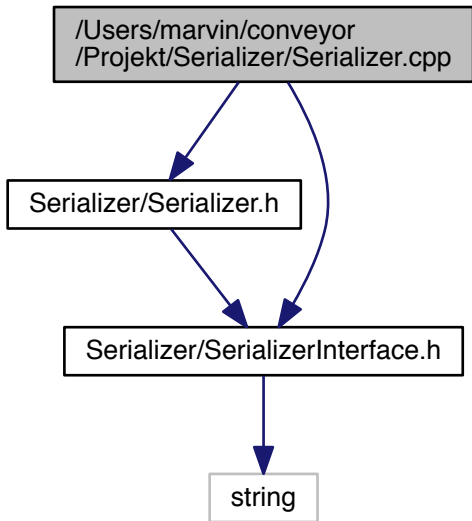 /Users/marvin/conveyor
/Projekt/Serializer/Serializer.cpp
Serializer/Serializer.h
Serializer/SerializerInterface.h
string